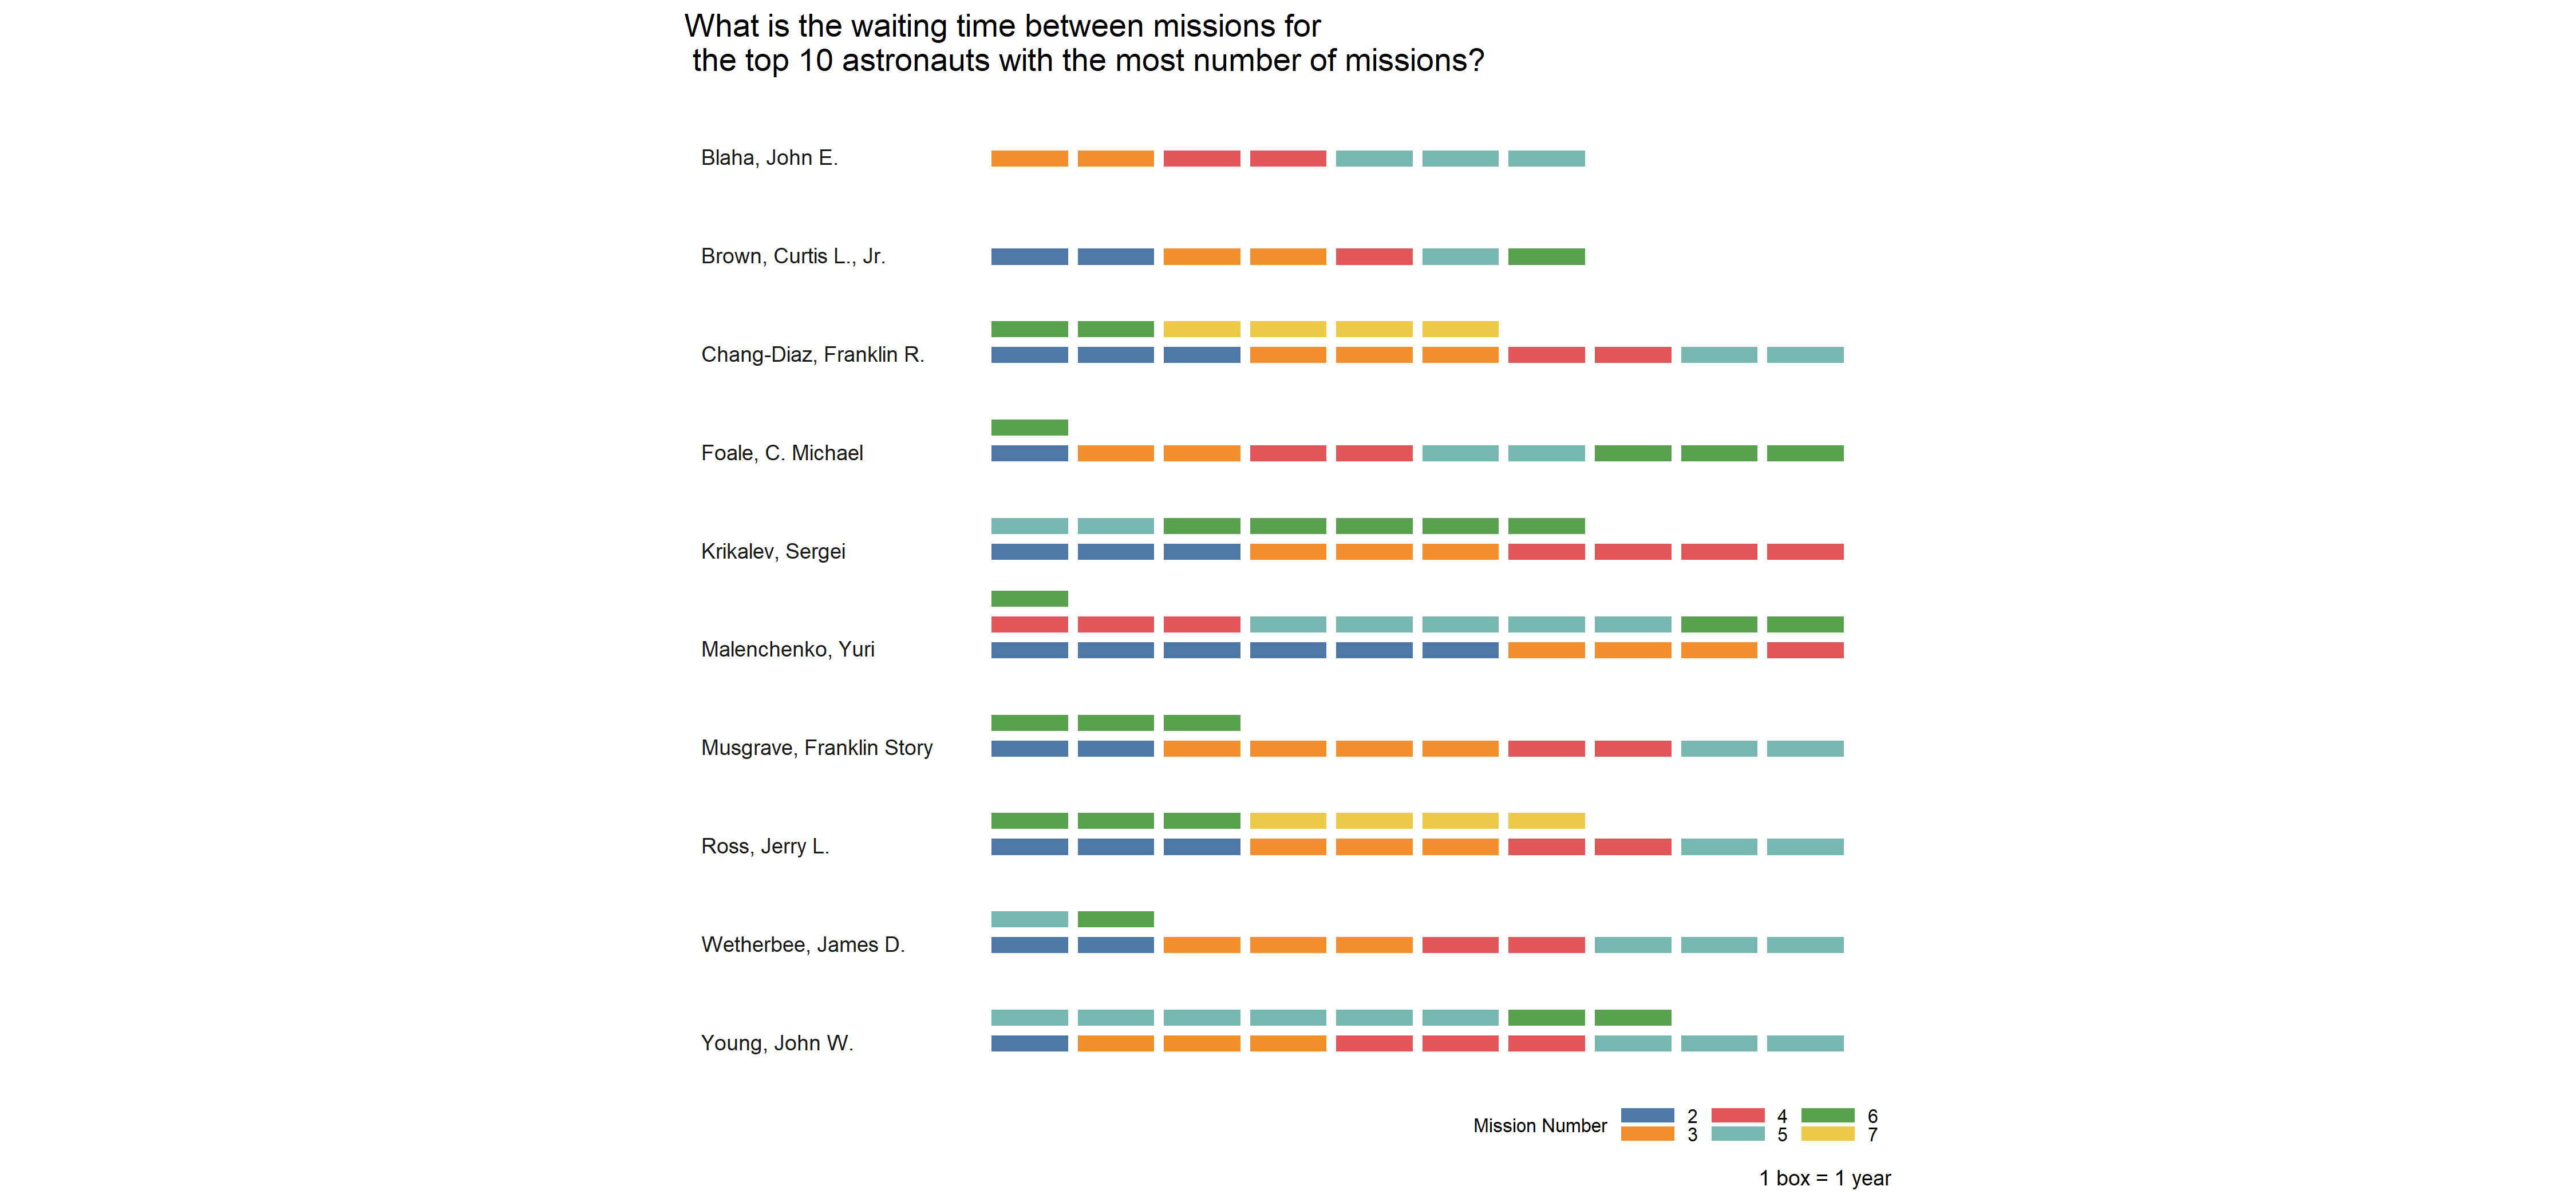 What is the waiting time between missions for
the top 10 astronauts with the most number of missions?
Blaha, John E.
Brown, Curtis L., Jr.
Chang-Diaz, Franklin R.
Foale, C. Michael
Krikalev, Sergei
Malenchenko, Yuri
Musgrave, Franklin Story
Ross, Jerry L.
Wetherbee, James D.
Young, John W.
Mission Number
2 4 6
3 5 7
1 box = 1 year